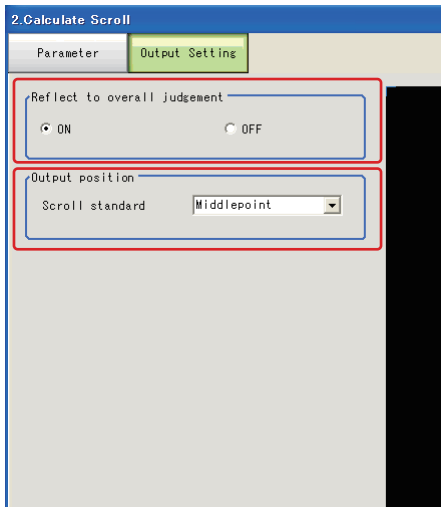 2.Calculate Scroll
Parameter Output Setting
Reflect to overall judgement
ON OFF
Output position
Scroll standard Middlepoint